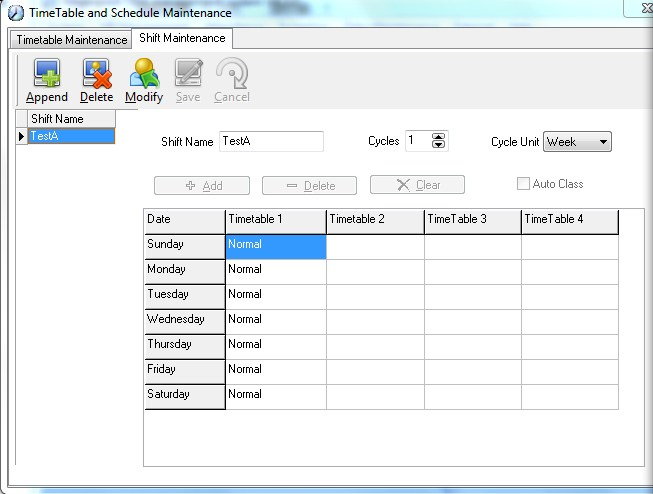 TimeTable and Schedule Maintenance
Timetable Maintenance Shift Maintenance
Append Delete Modify Save Cancel
Shift Name
TestA
Shift Name TestA Cycles 1 Cycle Unit Week
Add Delete Clear Auto Class
Date Timetable 1 Timetable 2 TimeTable 3 TimeTable 4
Sunday Normal
Monday Normal
Tuesday Normal
Wednesday Normal
Thursday Normal
Friday Normal
Saturday Normal